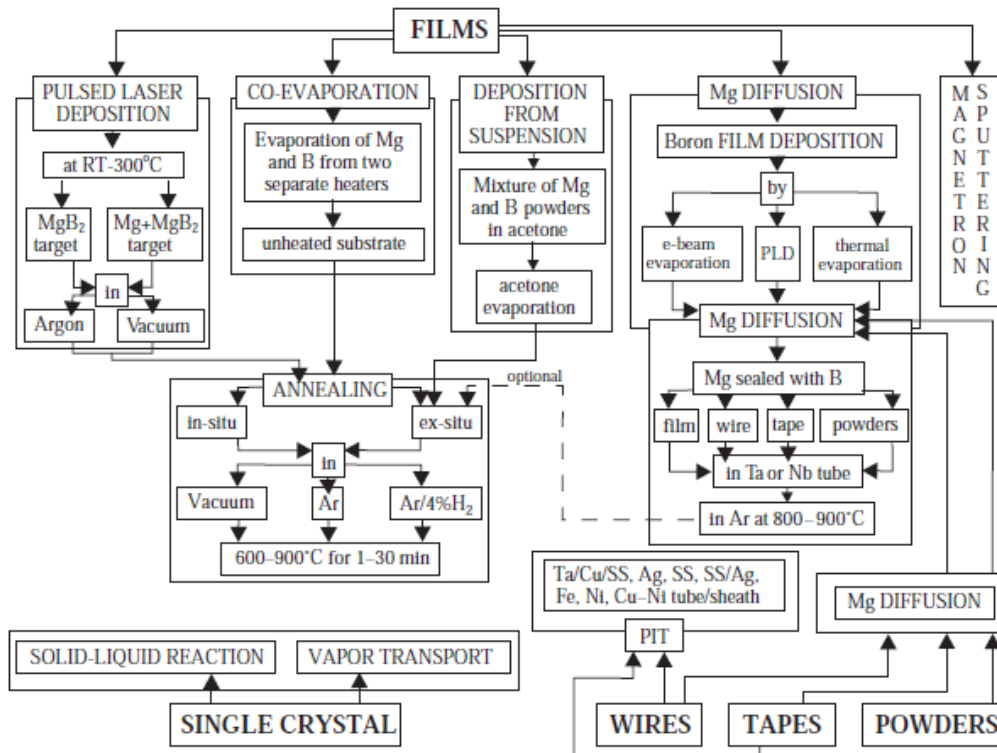 FILMS
PULSED LASER
DEPOSITION
at RT-300°C
MgB₂
target
Mg+MgB₂
target
in
Argon
Vacuum
CO-EVAPORATION
Evaporation of Mg
and B from two
separate heaters
unheated substrate
DEPOSITION
FROM
SUSPENSION
Mixture of Mg
and B powders
in acetone
acetone
evaporation
Mg DIFFUSION
Boron FILM DEPOSITION
by
e-beam
evaporation
PLD
thermal
evaporation
Mg DIFFUSION
Mg sealed with B
film
wire
tape
powders
in Ta or Nb tube
in Ar at 800–900°C
MAGNETRON
SPUTTERING
optional
ANNEALING
in-situ
ex-situ
in
Vacuum
Ar
Ar/4%H₂
600–900°C for 1–30 min
Ta/Cu/SS, Ag, SS, SS/Ag,
Fe, Ni, Cu–Ni tube/sheath
PIT
Mg DIFFUSION
SOLID-LIQUID REACTION
VAPOR TRANSPORT
SINGLE CRYSTAL
WIRES
TAPES
POWDERS